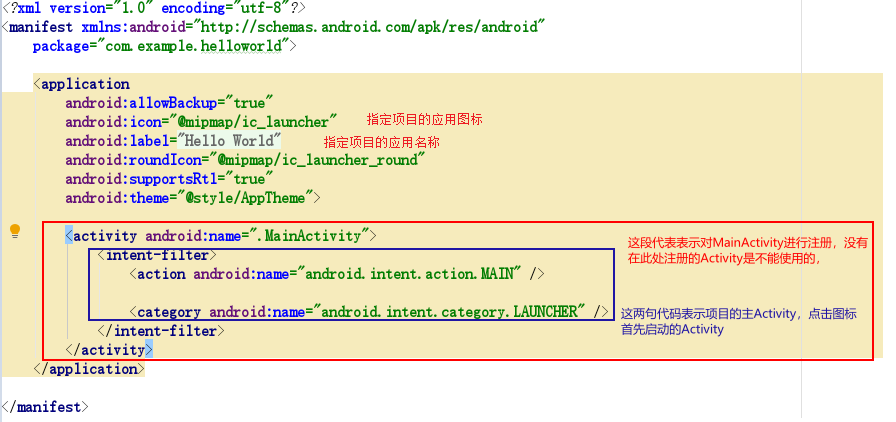 <?xml version="1.0" encoding="utf-8"?>
<manifest xmlns:android="http://schemas.android.com/apk/res/android"
package="com.example.helloworld">
<application
android:allowBackup="true"
android:icon="@mipmap/ic_launcher" 指定项目的应用图标
android:label="Hello World" 指定项目的应用名称
android:roundIcon="@mipmap/ic_launcher_round"
android:supportsRtl="true"
android:theme="@style/AppTheme">
<activity android:name=".MainActivity">
这段代表表示对MainActivity进行注册，没有
<intent-filter>
在此处注册的Activity是不能使用的，
<action android:name="android.intent.action.MAIN" />
<category android:name="android.intent.category.LAUNCHER" />
这两句代码表示项目的主Activity，点击图标
首先启动的Activity
</intent-filter>
</activity>
</application>
</manifest>